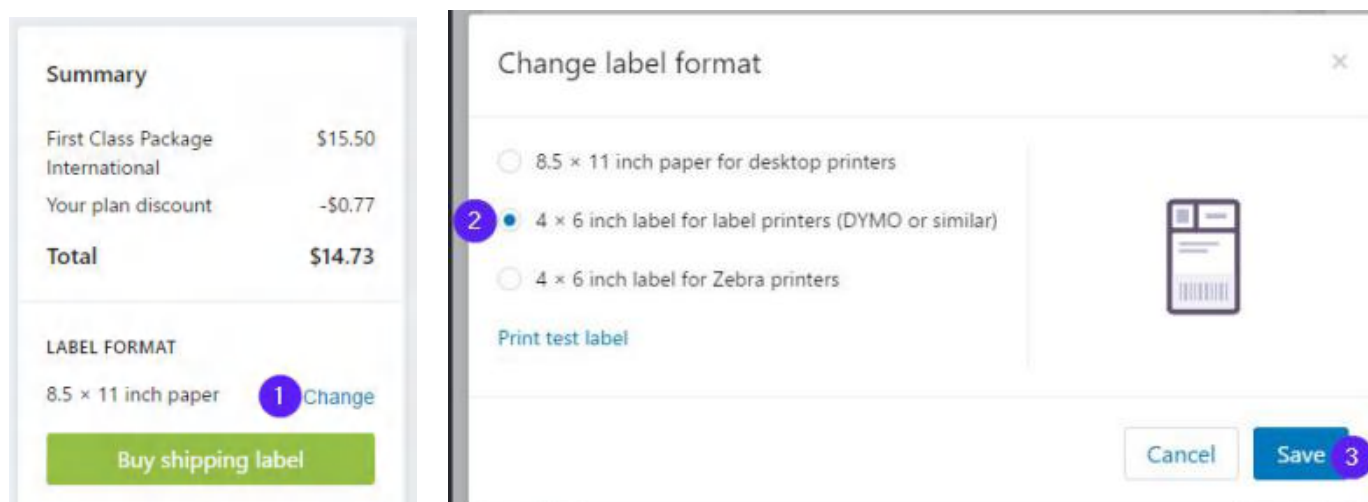 Summary
First Class Package $15.50
International
Your plan discount -$0.77
Total $14.73
LABEL FORMAT
8.5 × 11 inch paper 1 Change
Buy shipping label
Change label format ×
8.5 × 11 inch paper for desktop printers
2 4 × 6 inch label for label printers (DYMO or similar)
4 × 6 inch label for Zebra printers
Print test label
Cancel Save 3